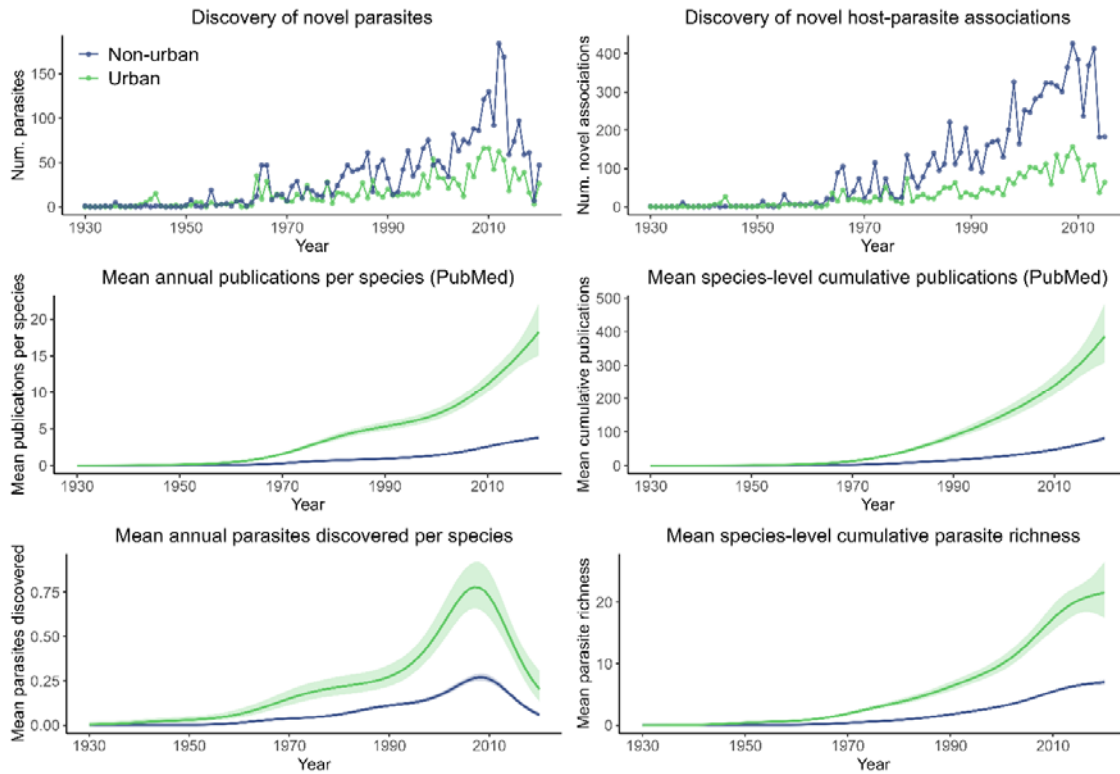 Discovery of novel parasites
Num. parasites
150
100
50
0
Non-urban
Urban
1930 1950 1970 1990 2010
Year
Discovery of novel host-parasite associations
Num. novel associations
400
300
200
100
0
1930 1950 1970 1990 2010
Year
Mean annual publications per species (PubMed)
Mean publications per species
20
15
10
5
0
1930 1950 1970 1990 2010
Year
Mean species-level cumulative publications (PubMed)
Mean cumulative publications
500
400
300
200
100
0
1930 1950 1970 1990 2010
Year
Mean annual parasites discovered per species
Mean parasites discovered
0.75
0.50
0.25
0.00
1930 1950 1970 1990 2010
Year
Mean species-level cumulative parasite richness
Mean parasite richness
20
10
0
1930 1950 1970 1990 2010
Year